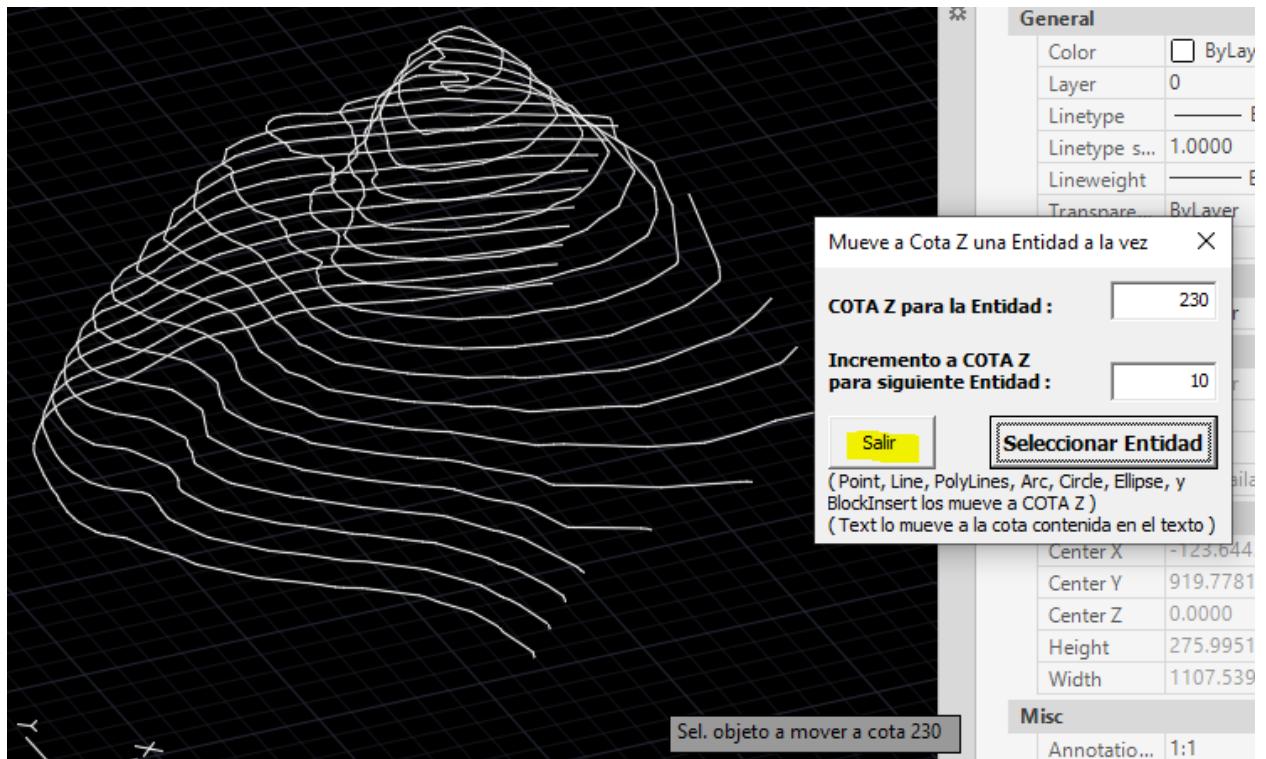 General
Color
ByLay
Layer
0
Linetype
Linetype s...
1.0000
Lineweight
Transpare...
ByLayer
Mueve a Cota Z una Entidad a la vez
COTA Z para la Entidad :
230
Incremento a COTA Z
para siguiente Entidad :
10
Salir
Seleccionar Entidad
( Point, Line, PolyLines, Arc, Circle, Ellipse, y
BlockInsert los mueve a COTA Z )
( Text lo mueve a la cota contenida en el texto )
Center X
-123.644
Center Y
919.7781
Center Z
0.0000
Height
275.9951
Width
1107.539
Sel. objeto a mover a cota 230
Misc
Annotatio...
1:1
Y
X